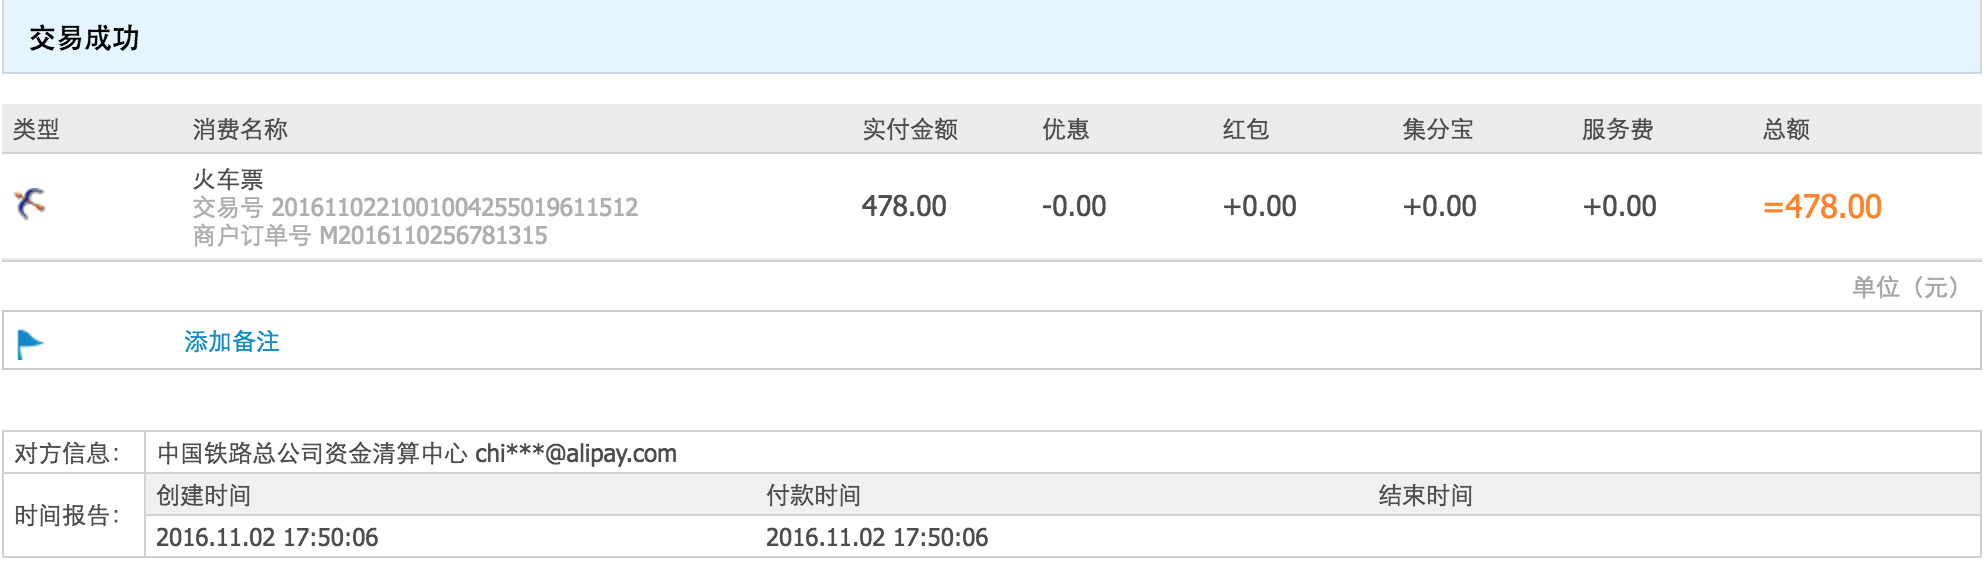 交易成功
类型 消费名称 实付金额 优惠 红包 集分宝 服务费 总额
火车票
交易号 2016110221001004255019611512
商户订单号 M2016110256781315
478.00 -0.00 +0.00 +0.00 +0.00 =478.00
单位（元）
添加备注
对方信息： 中国铁路总公司资金清算中心 chi***@alipay.com
时间报告：
创建时间 付款时间 结束时间
2016.11.02 17:50:06 2016.11.02 17:50:06